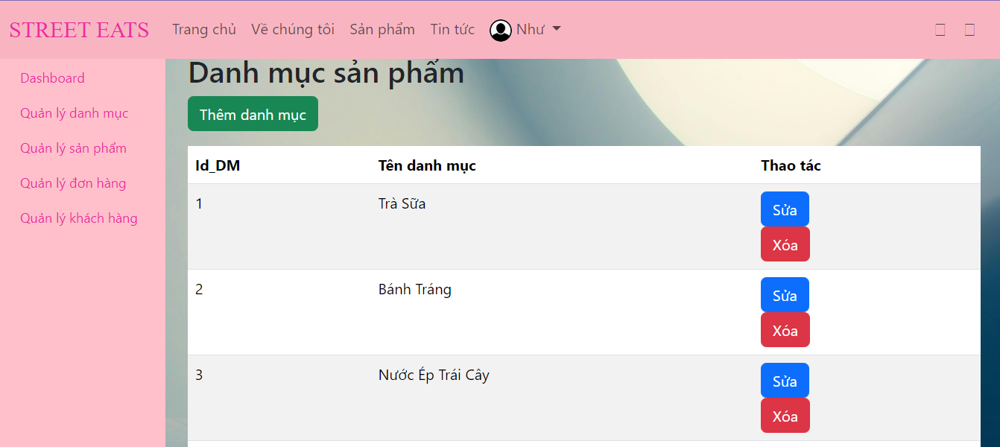 STREET EATS Trang chủ Về chúng tôi Sản phẩm Tin tức Như
Dashboard
Quản lý danh mục
Quản lý sản phẩm
Quản lý đơn hàng
Quản lý khách hàng
Danh mục sản phẩm
Thêm danh mục
Id_DM Tên danh mục Thao tác
1 Trà Sữa Sửa
Xóa
2 Bánh Tráng Sửa
Xóa
3 Nước Ép Trái Cây Sửa
Xóa